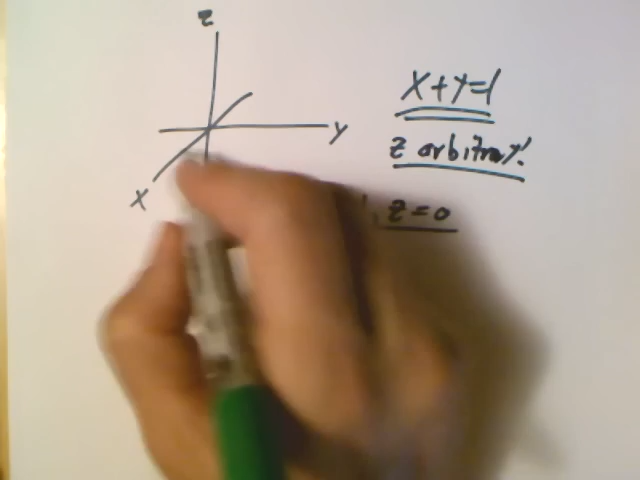 z
y
x
x+y=1
z arbitrary.
, z=0